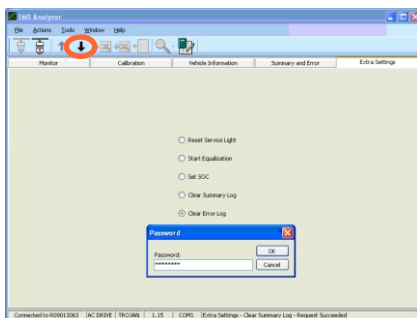 EMS Analyzer
File Actions Tools Window Help
Monitor Calibration Vehicle Information Summary and Error Extra Settings
Reset Service Light
Start Equalization
Set SOC
Clear Summary Log
Clear Error Log
Password
Password:
********
OK
Cancel
Connected to R09013063 AC DRIVE TROJAN 1.15 COM1 Extra Settings - Clear Summary Log - Request Succeeded